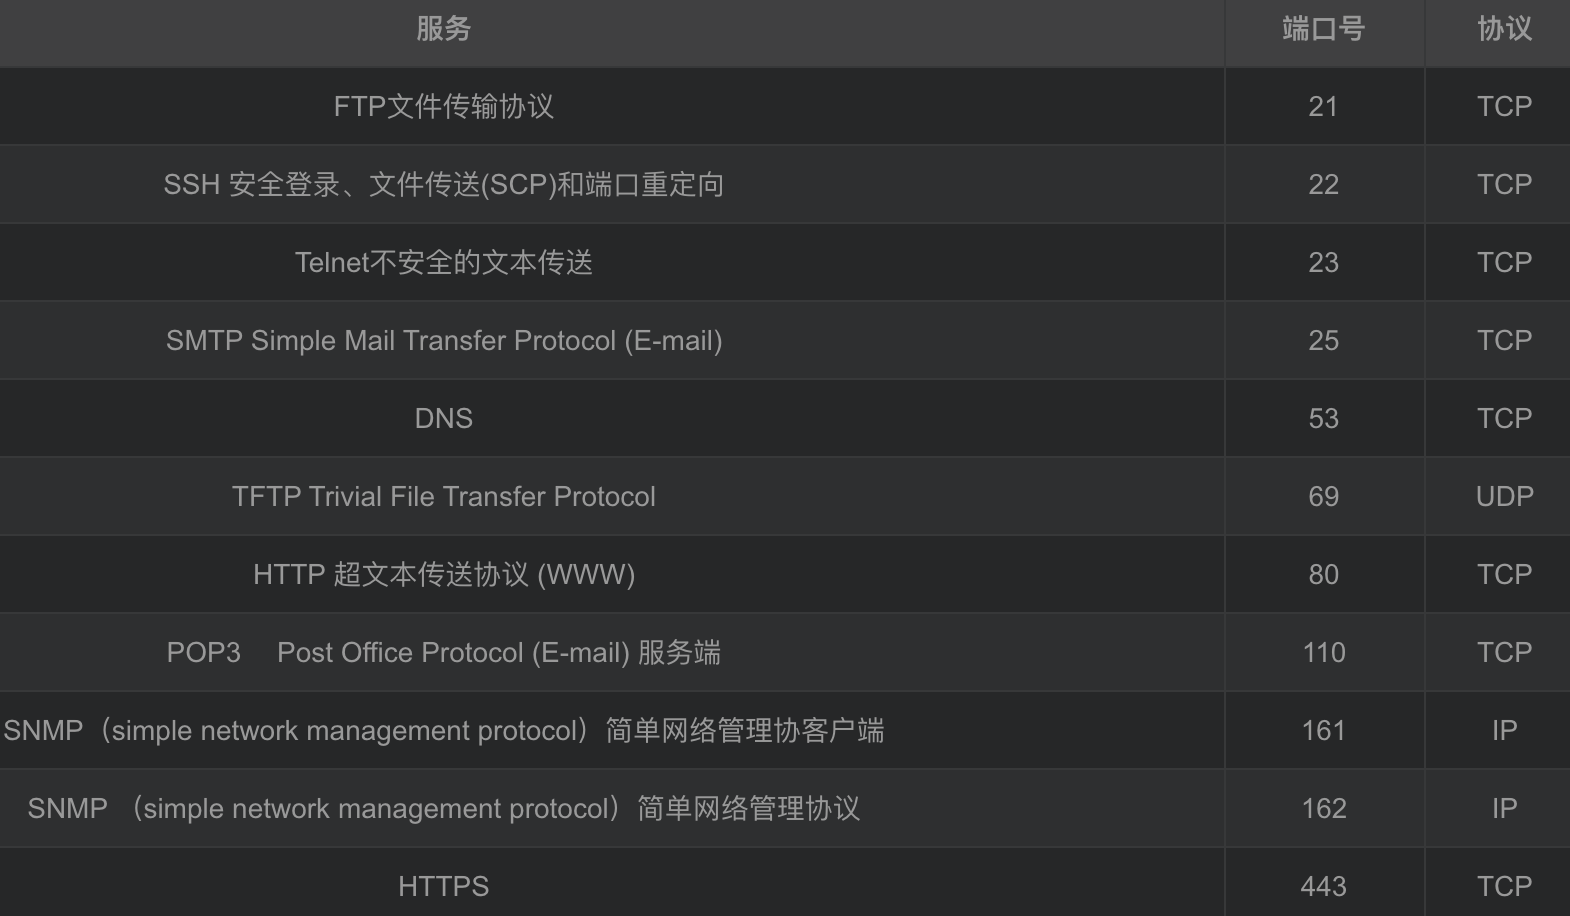 服务 端口号 协议
FTP文件传输协议 21 TCP
SSH 安全登录、文件传送(SCP)和端口重定向 22 TCP
Telnet不安全的文本传送 23 TCP
SMTP Simple Mail Transfer Protocol (E-mail) 25 TCP
DNS 53 TCP
TFTP Trivial File Transfer Protocol 69 UDP
HTTP 超文本传送协议 (WWW) 80 TCP
POP3 Post Office Protocol (E-mail) 服务端 110 TCP
SNMP（simple network management protocol）简单网络管理协客户端 161 IP
SNMP （simple network management protocol）简单网络管理协议 162 IP
HTTPS 443 TCP